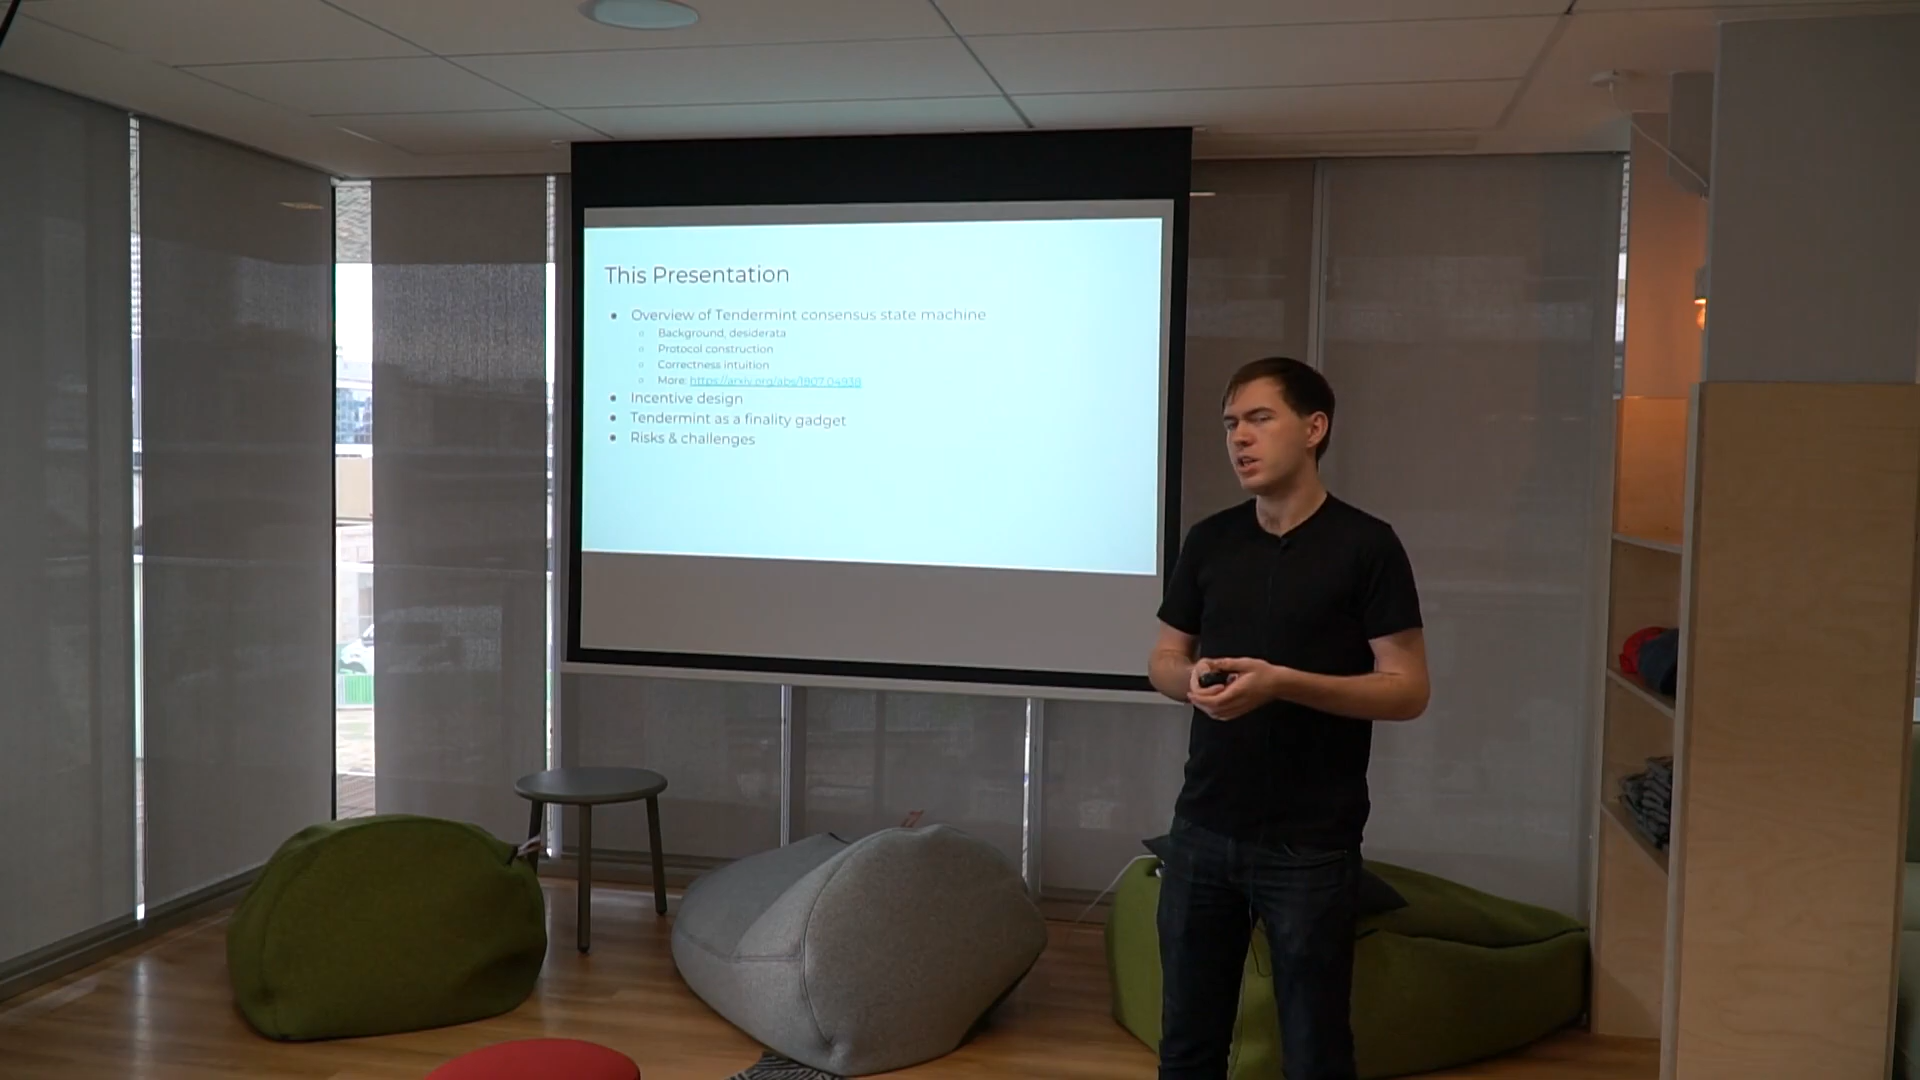 This Presentation
● Overview of Tendermint consensus state machine
○ Background, desiderata
○ Protocol construction
○ Correctness intuition
○ More: https://arxiv.org/abs/1807.04938
● Incentive design
● Tendermint as a finality gadget
● Risks & challenges